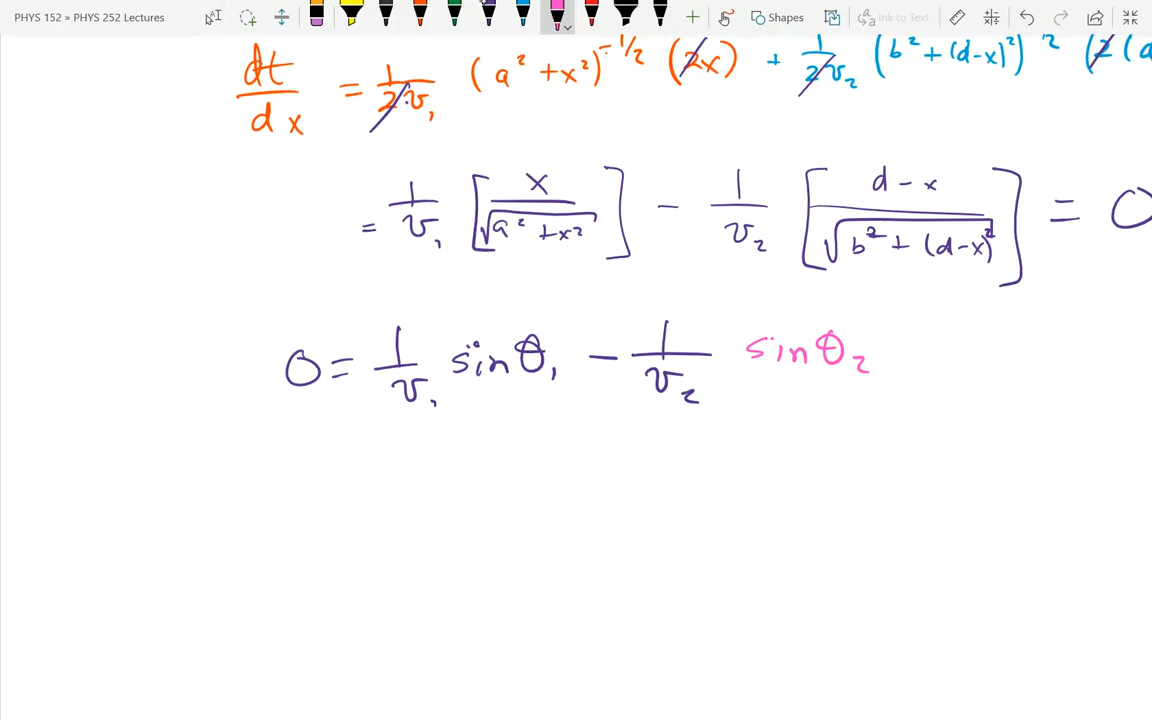 PHYS 152 » PHYS 252 Lectures
Shapes
Ink to Text
dt/dx = 1/2v₁ (a² + x²)^-1/2 (2x) + 1/2v₂ (b² + (d-x)²) 2 (2(a
= 1/v₁ [x/√a² + x²] - 1/v₂ [d - x/√b² + (d-x)²] = 0
0 = 1/v₁ sinθ₁ - 1/v₂ sinθ₂